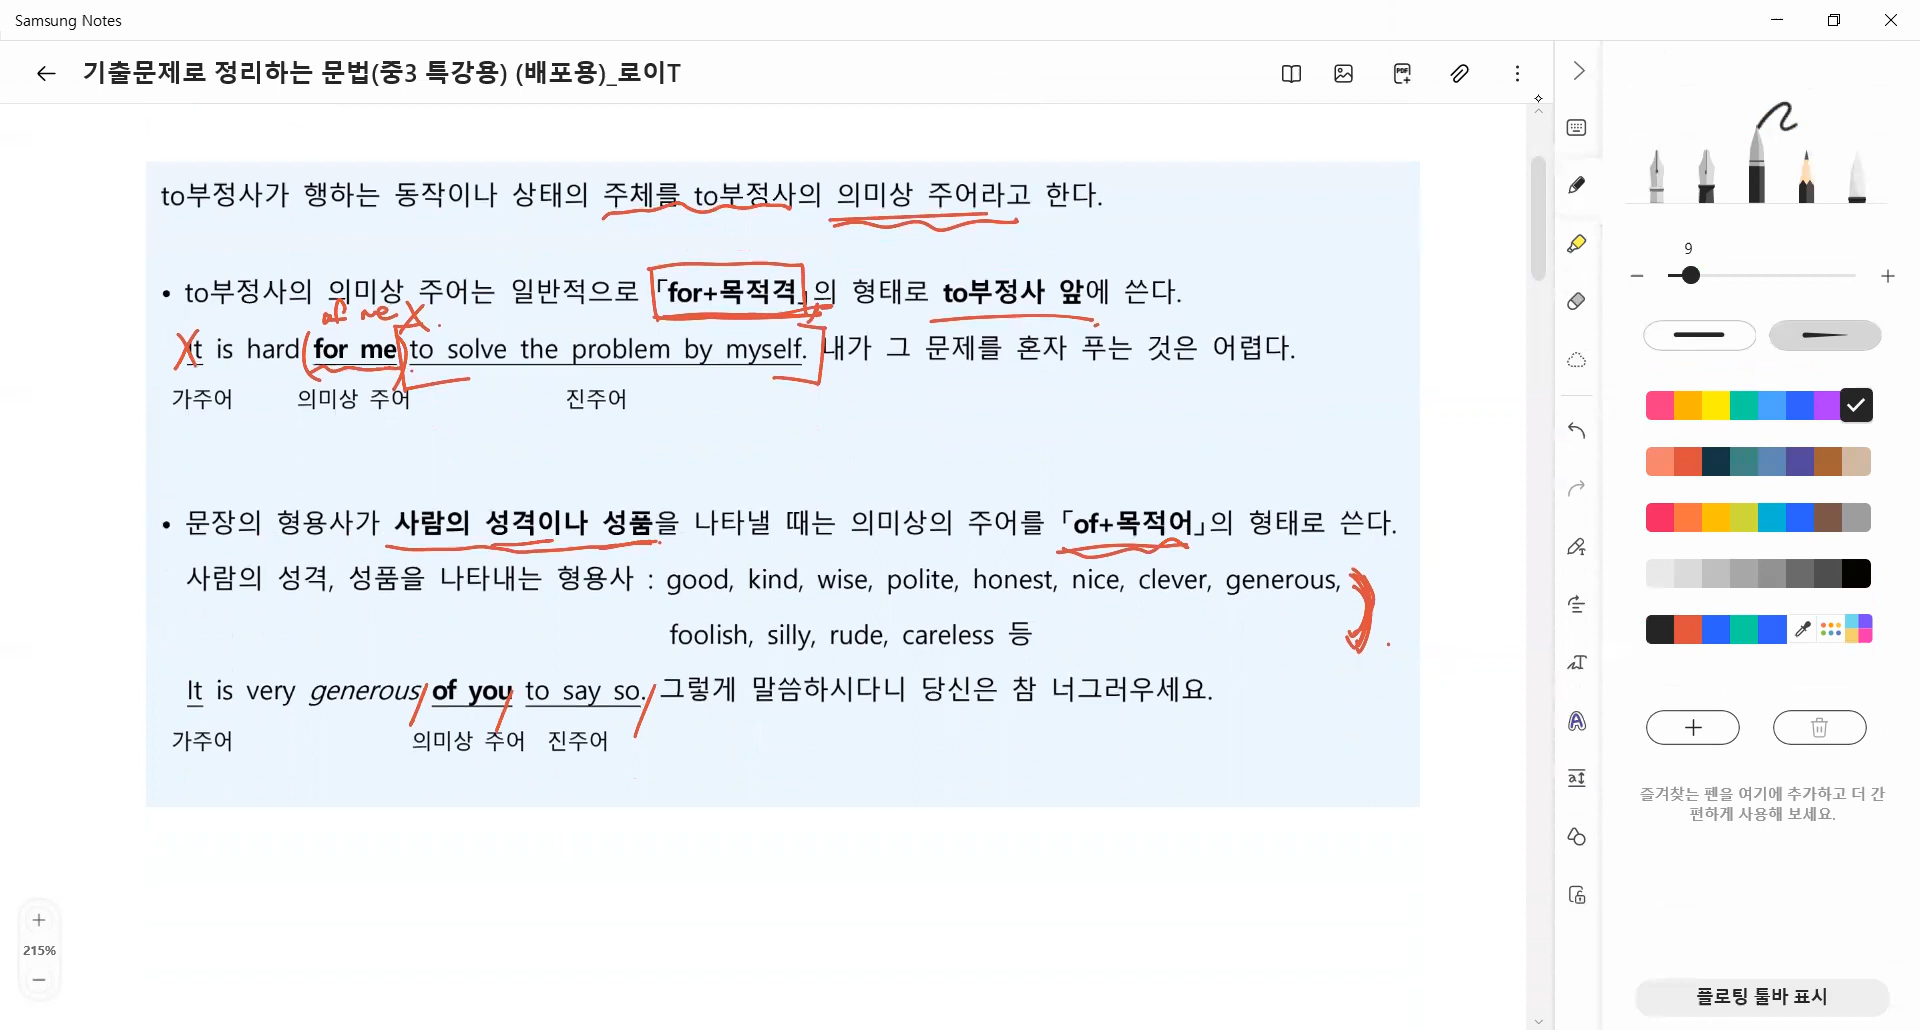 Samsung Notes
기출문제로 정리하는 문법(중3 특강용) (배포용)_로이T
to부정사가 행하는 동작이나 상태의 주체를 to부정사의 의미상 주어라고 한다.
• to부정사의 의미상 주어는 일반적으로 「for+목적격」의 형태로 to부정사 앞에 쓴다.
of me
It is hard for me to solve the problem by myself. 내가 그 문제를 혼자 푸는 것은 어렵다.
가주어 의미상 주어 진주어
• 문장의 형용사가 사람의 성격이나 성품을 나타낼 때는 의미상의 주어를 「of+목적어」의 형태로 쓴다.
사람의 성격, 성품을 나타내는 형용사 : good, kind, wise, polite, honest, nice, clever, generous,
foolish, silly, rude, careless 등
It is very generous of you to say so. 그렇게 말씀하시다니 당신은 참 너그러우세요.
가주어 의미상 주어 진주어
215%
9
즐겨찾는 펜을 여기에 추가하고 더 간
편하게 사용해 보세요.
플로팅 툴바 표시